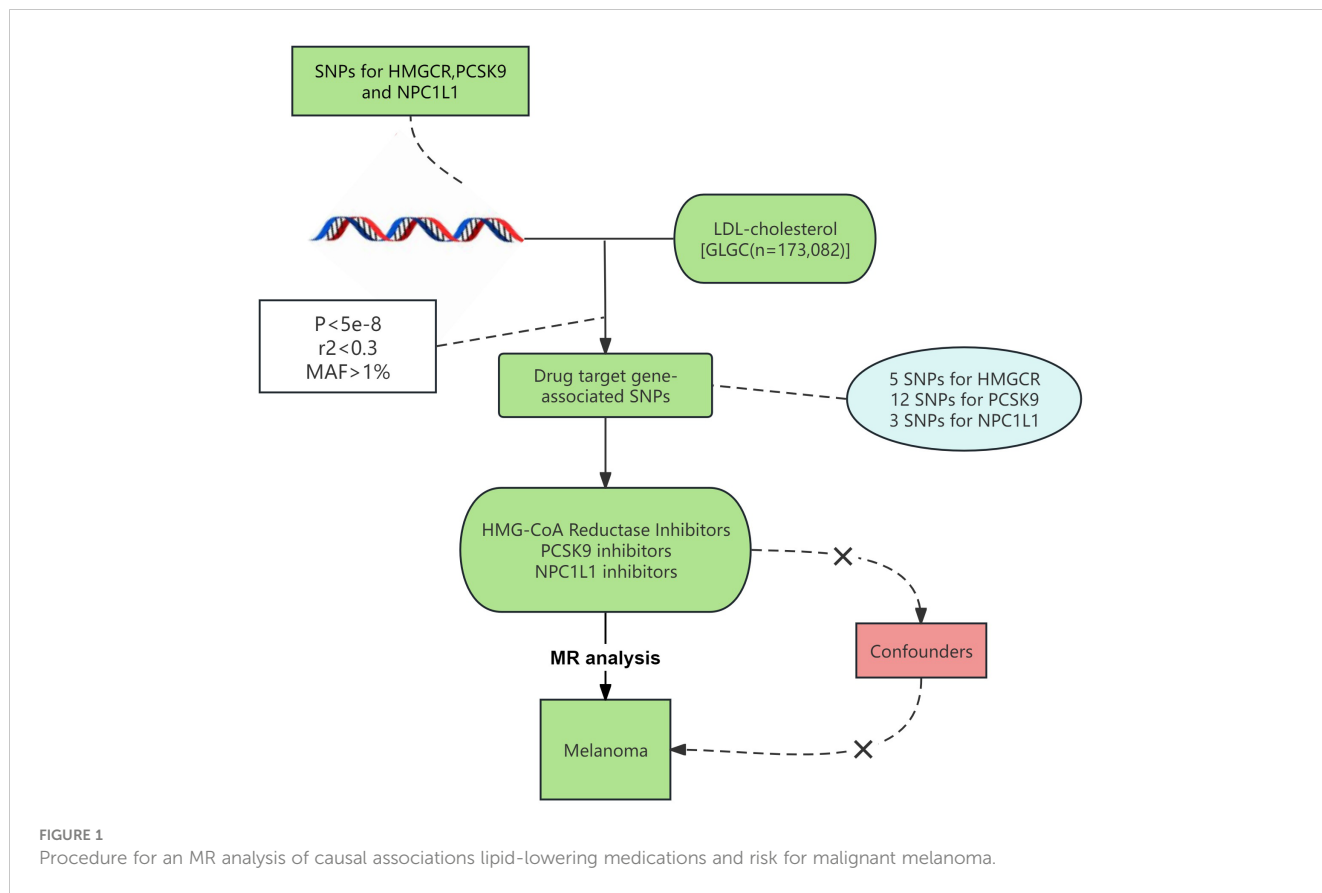 SNPs for HMGCR,PCSK9
and NPC1L1
LDL-cholesterol
[GLGC(n=173,082)]
P<5e-8
r2<0.3
MAF>1%
Drug target gene-
associated SNPs
5 SNPs for HMGCR
12 SNPs for PCSK9
3 SNPs for NPC1L1
HMG-CoA Reductase Inhibitors
PCSK9 inhibitors
NPC1L1 inhibitors
Confounders
MR analysis
Melanoma
FIGURE 1
Procedure for an MR analysis of causal associations lipid-lowering medications and risk for malignant melanoma.